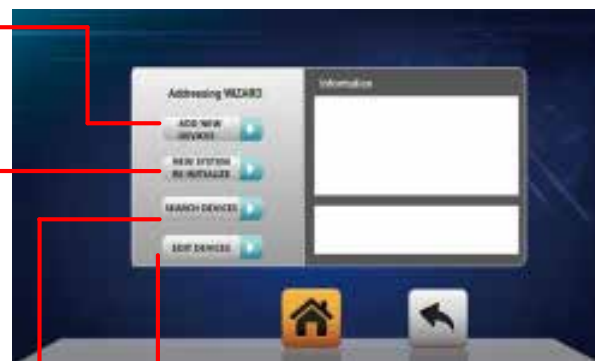 Addressing WIZARD
Information
ADD NEW
DEVICES
NEW SYSTEM
RE-INITIALIZE
SEARCH DEVICES
EDIT DEVICES